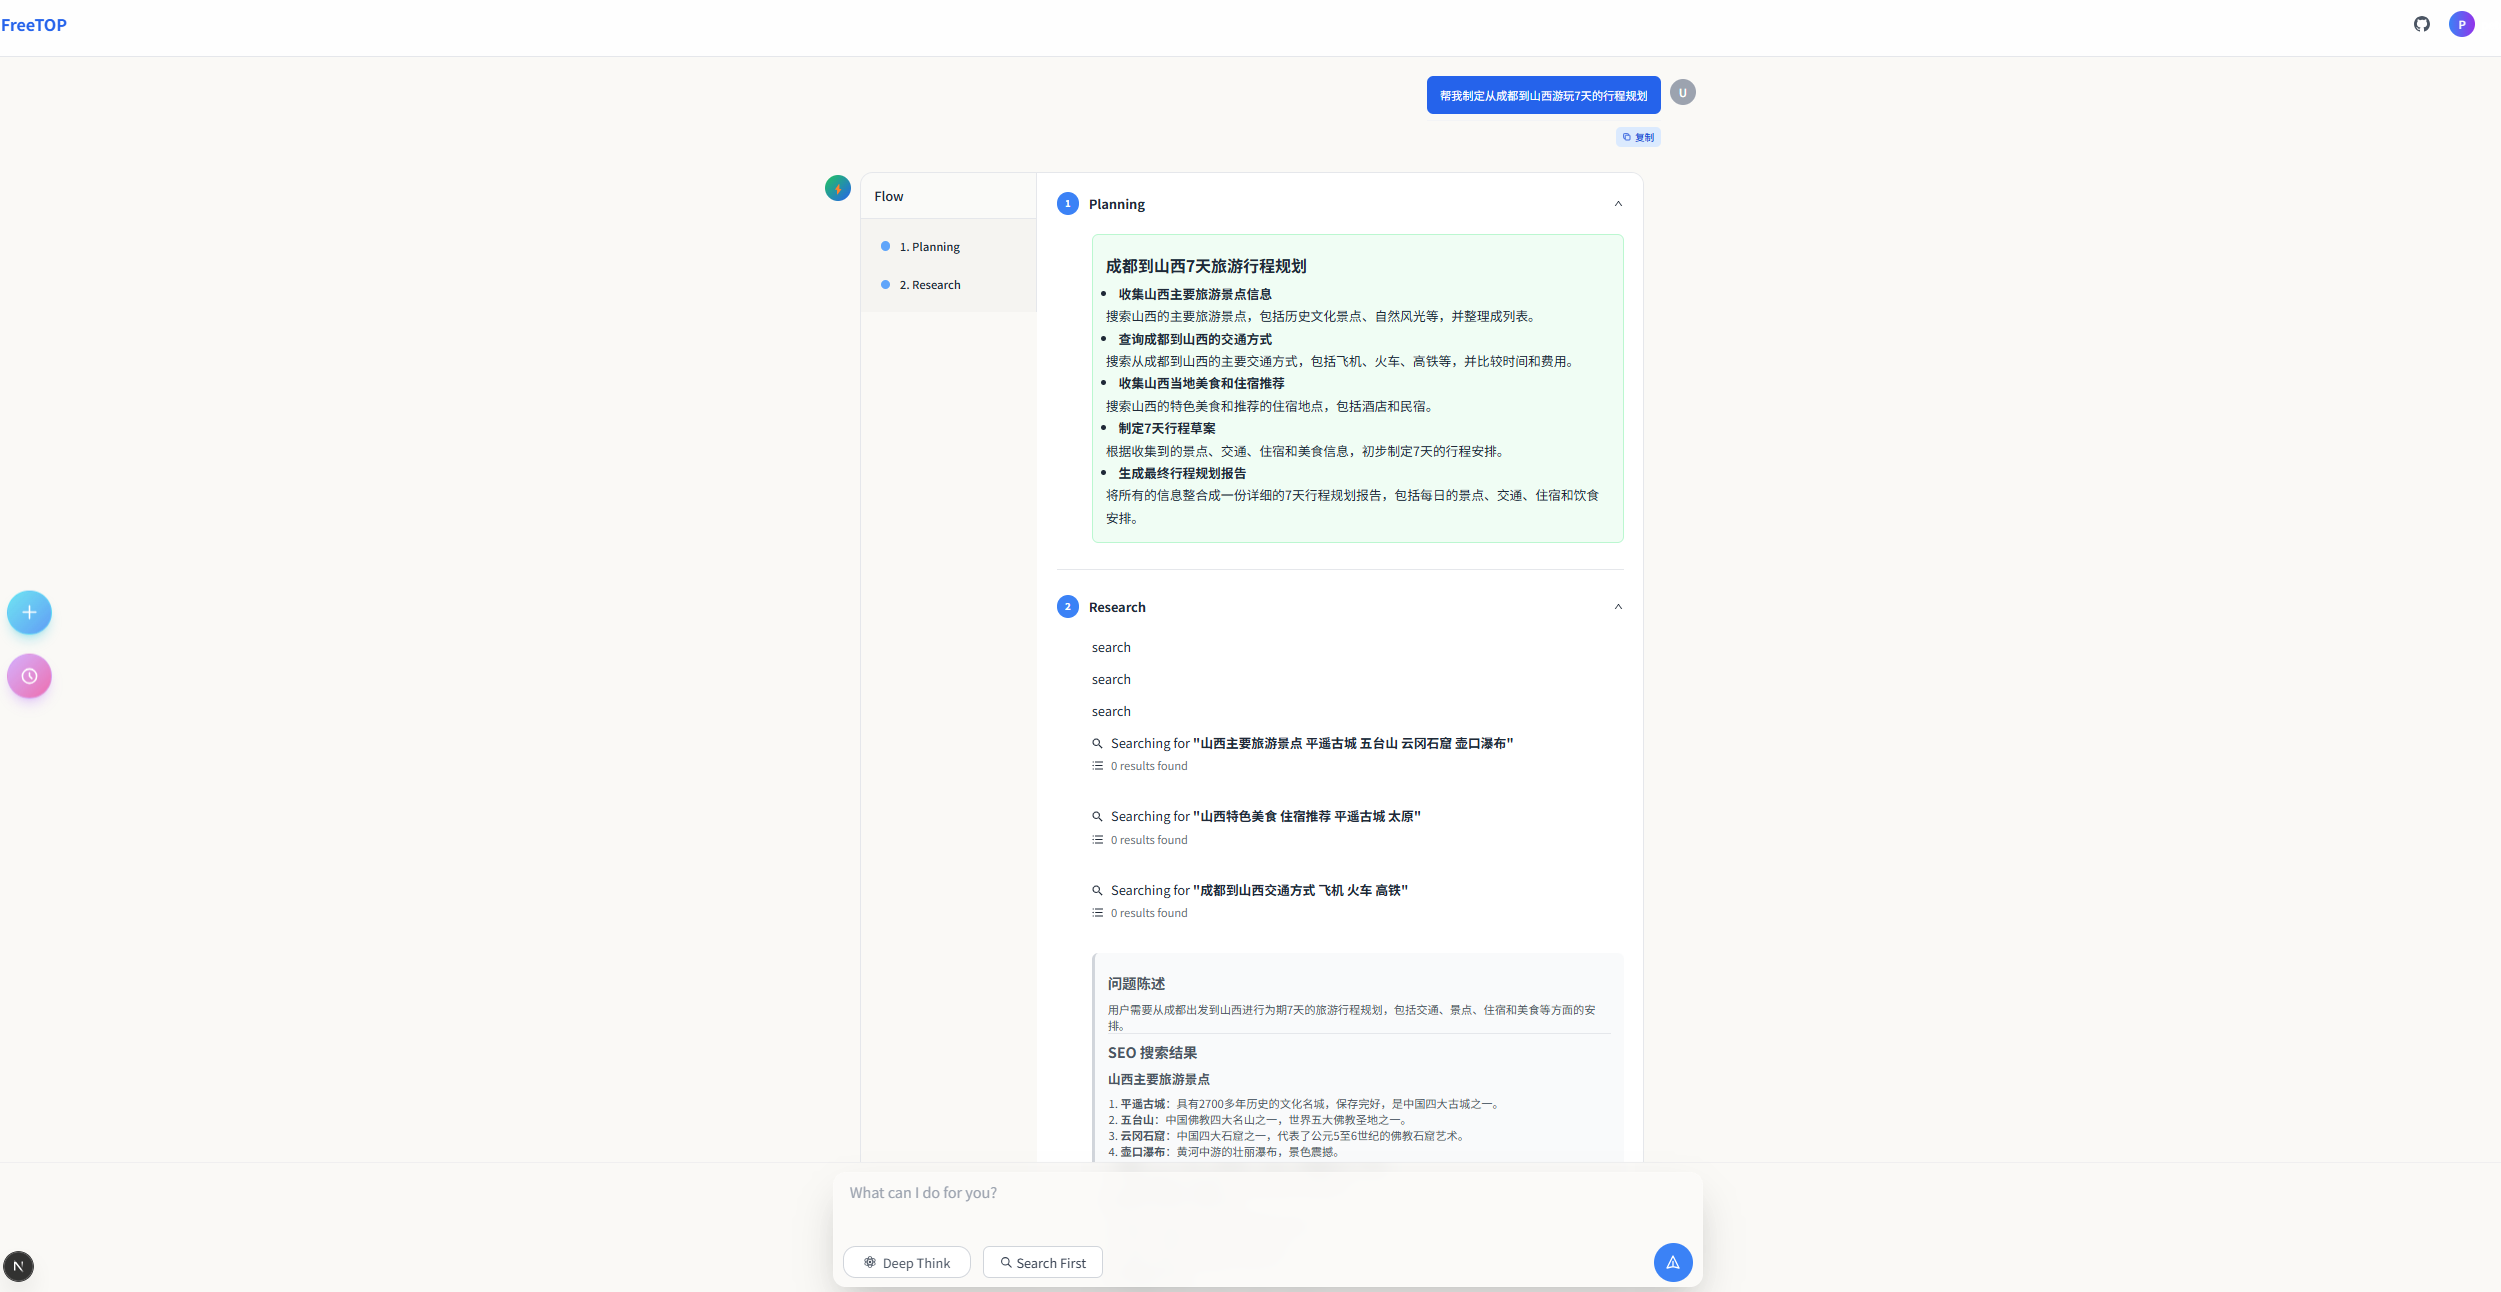 FreeTOP
P
帮我制定从成都到山西游玩7天的行程规划
U
复制
Flow
1. Planning
2. Research
1 Planning
成都到山西7天旅游行程规划
收集山西主要旅游景点信息
搜索山西的主要旅游景点，包括历史文化景点、自然风光等，并整理成列表。
查询成都到山西的交通方式
搜索从成都到山西的主要交通方式，包括飞机、火车、高铁等，并比较时间和费用。
收集山西当地美食和住宿推荐
搜索山西的特色美食和推荐的住宿地点，包括酒店和民宿。
制定7天行程草案
根据收集到的景点、交通、住宿和美食信息，初步制定7天的行程安排。
生成最终行程规划报告
将所有的信息整合成一份详细的7天行程规划报告，包括每日的景点、交通、住宿和饮食
安排。
2 Research
search
search
search
Searching for "山西主要旅游景点 平遥古城 五台山 云冈石窟 壶口瀑布"
0 results found
Searching for "山西特色美食 住宿推荐 平遥古城 太原"
0 results found
Searching for "成都到山西交通方式 飞机 火车 高铁"
0 results found
问题陈述
用户需要从成都出发到山西进行为期7天的旅游行程规划，包括交通、景点、住宿和美食等方面的安
排。
SEO 搜索结果
山西主要旅游景点
1. 平遥古城：具有2700多年历史的文化名城，保存完好，是中国四大古城之一。
2. 五台山：中国佛教四大名山之一，世界五大佛教圣地之一。
3. 云冈石窟：中国四大石窟之一，代表了公元5至6世纪的佛教石窟艺术。
4. 壶口瀑布：黄河中游的壮丽瀑布，景色震撼。
What can I do for you?
Deep Think
Search First
N